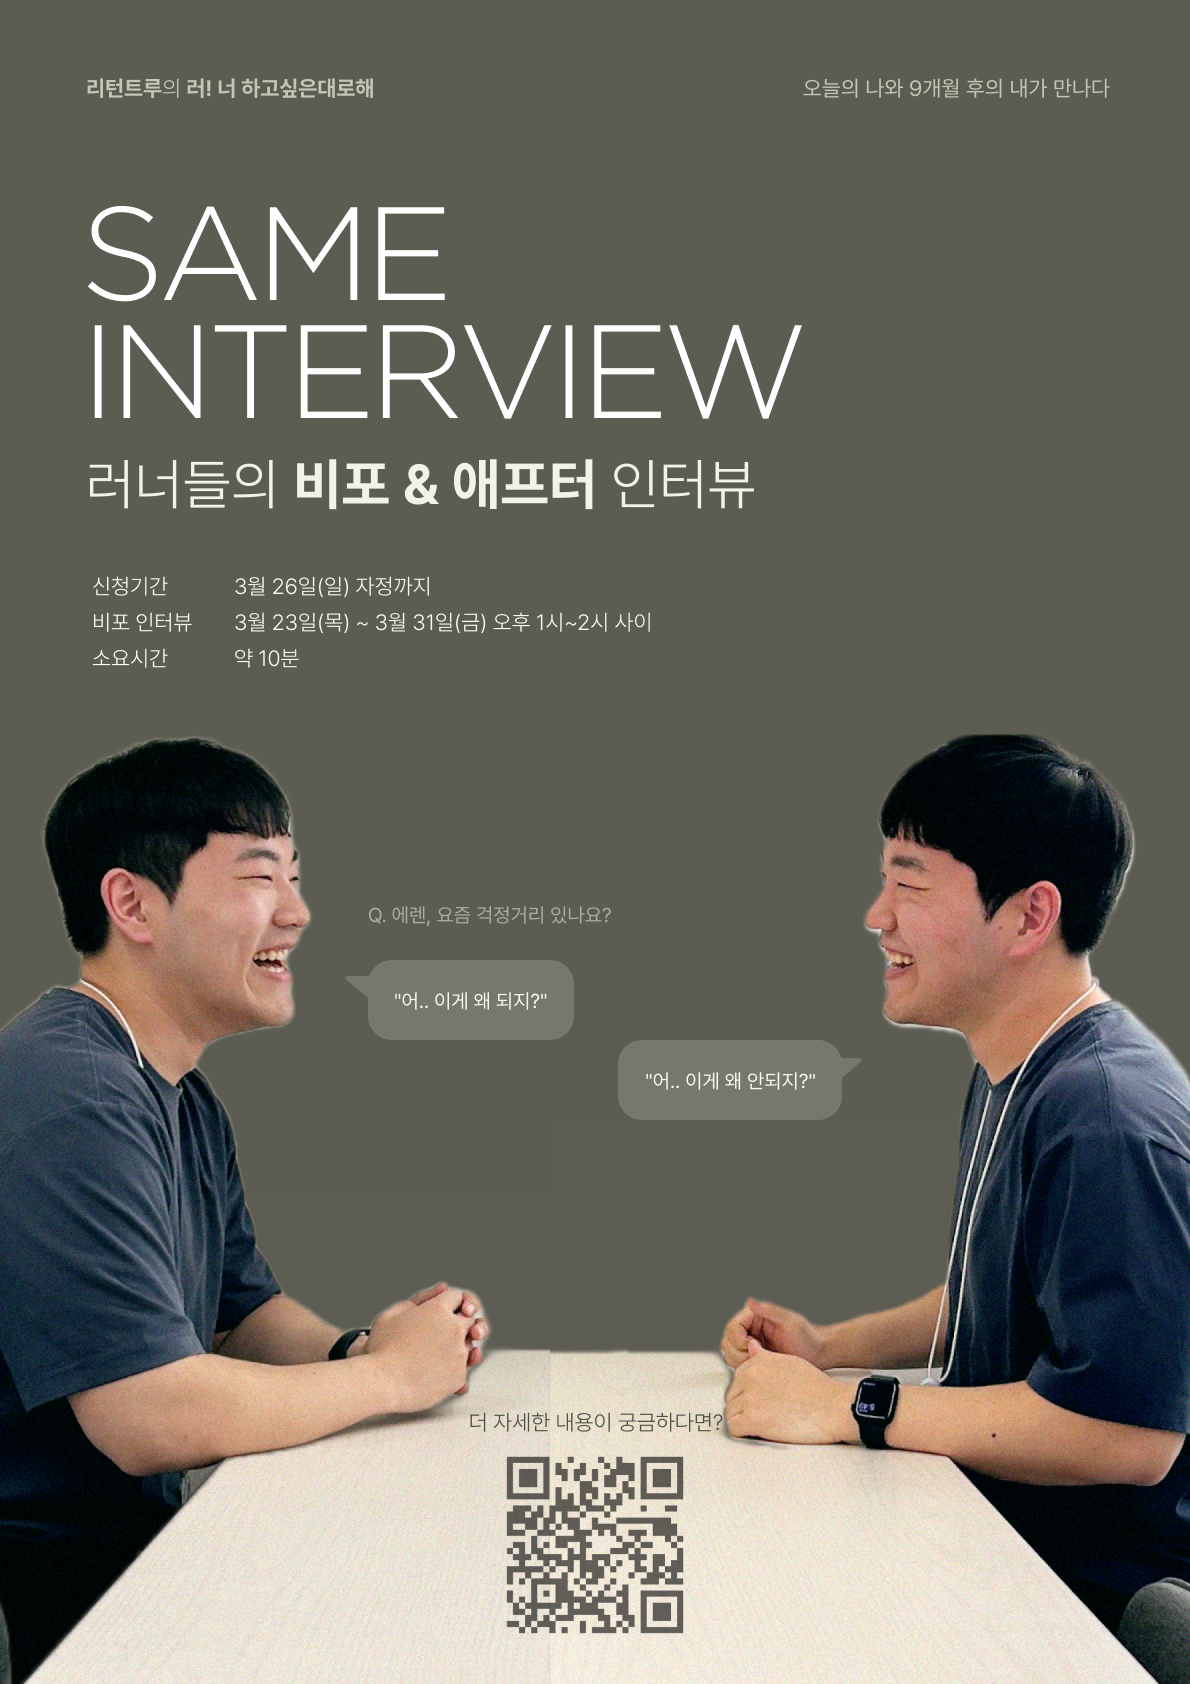 리턴트루의 러! 너 하고싶은대로해
오늘의 나와 9개월 후의 내가 만나다
SAME
INTERVIEW
러너들의 비포 & 애프터 인터뷰
신청기간 3월 26일(일) 자정까지
비포 인터뷰 3월 23일(목) ~ 3월 31일(금) 오후 1시~2시 사이
소요시간 약 10분
Q. 에렌, 요즘 걱정거리 있나요?
"어.. 이게 왜 되지?"
"어.. 이게 왜 안되지?"
더 자세한 내용이 궁금하다면?